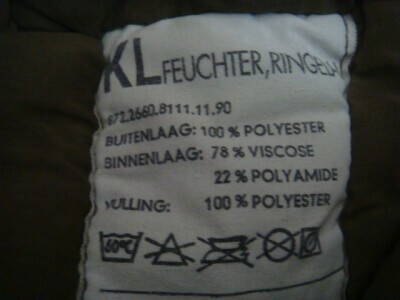 KL FEUCHTER, RINGEL
872.2660.8111.11.90
BUITENLAAG: 100 % POLYESTER
BINNENLAAG: 78 % VISCOSE
22 % POLYAMIDE
VULLING: 100 % POLYESTER
60°C